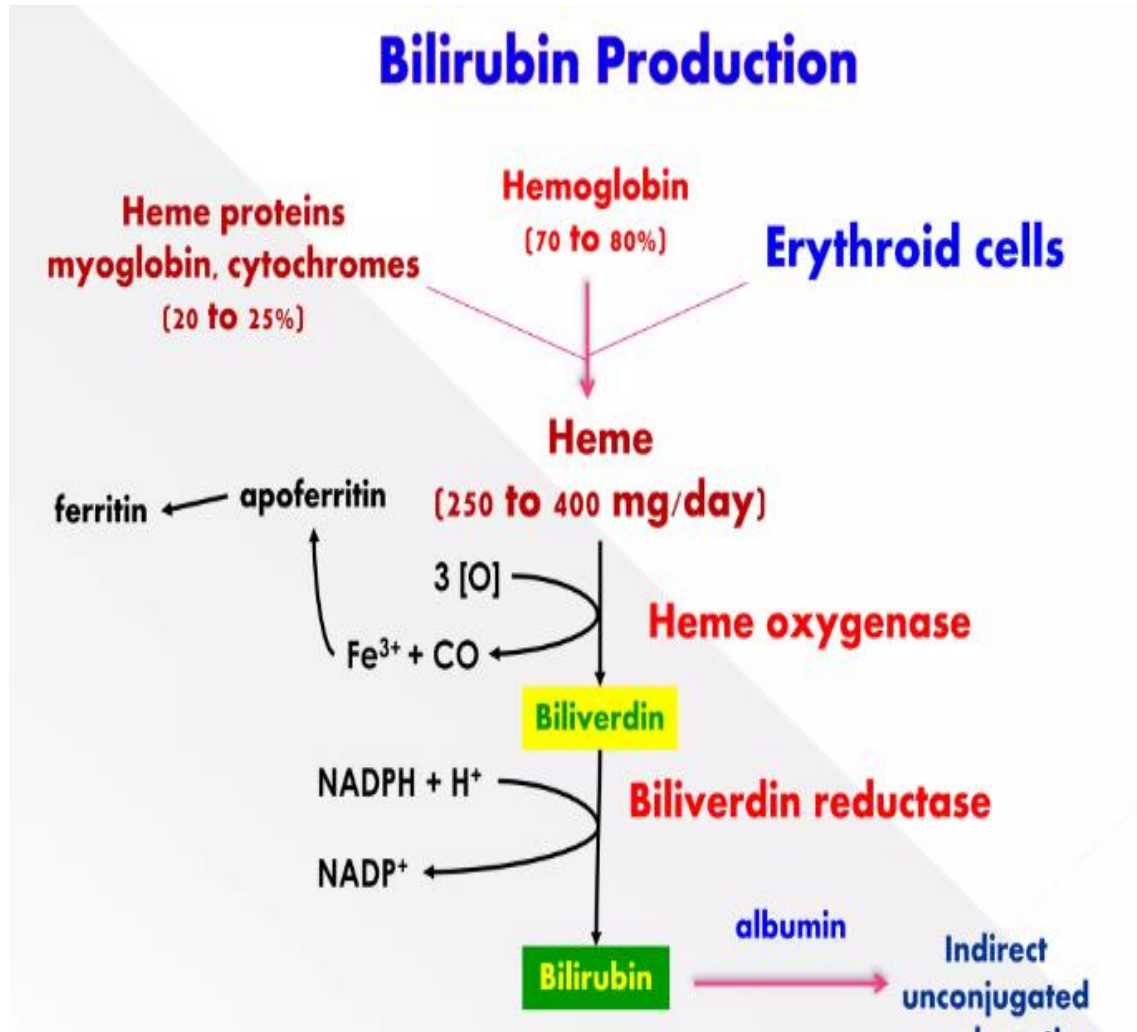 Bilirubin Production
Hemoglobin
(70 to 80%)
Heme proteins
myoglobin, cytochromes
(20 to 25%)
Erythroid cells
Heme
(250 to 400 mg/day)
apoferritin
ferritin
3 [O]
Heme oxygenase
Fe³⁺ + CO
Biliverdin
NADPH + H⁺
Biliverdin reductase
NADP⁺
albumin
Bilirubin
Indirect
unconjugated